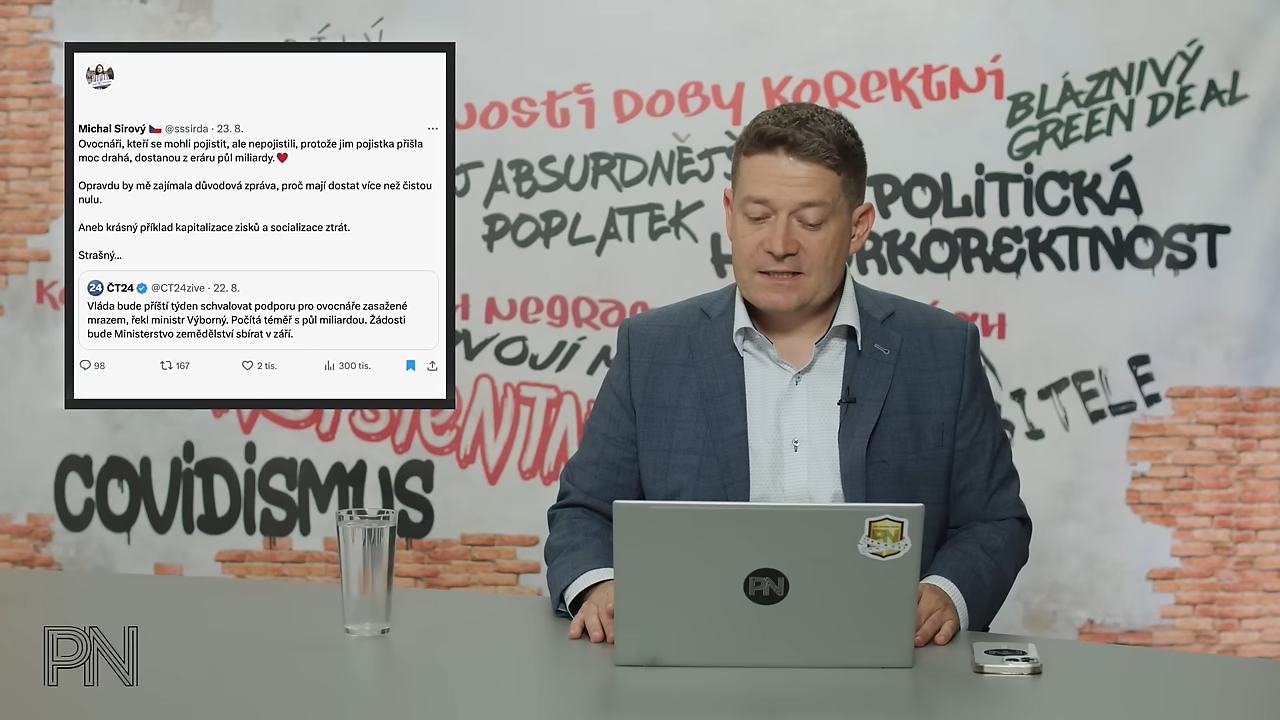 Michal Sirový 🇨🇿 @sssirda · 23. 8.
Ovocnáři, kteří se mohli pojistit, ale nepojistili, protože jim pojistka přišla
moc drahá, dostanou z eráru půl miliardy. ❤️
Opravdu by mě zajímala důvodová zpráva, proč mají dostat více než čistou
nulu.
Aneb krásný příklad kapitalizace zisků a socializace ztrát.
Strašný...
24 ČT24 @CT24zive · 22. 8.
Vláda bude příští týden schvalovat podporu pro ovocnáře zasažené
mrazem, řekl ministr Výborný. Počítá téměř s půl miliardou. Žádosti
bude Ministerstvo zemědělství sbírat v září.
98 167 2 tis. 300 tis.
DOBY KOREKTNÍ
BLÁZNIVÝ
GREEN DEAL
POPLATEK
POLITICKÁ
COVIDISMUS
PN
PN
PN